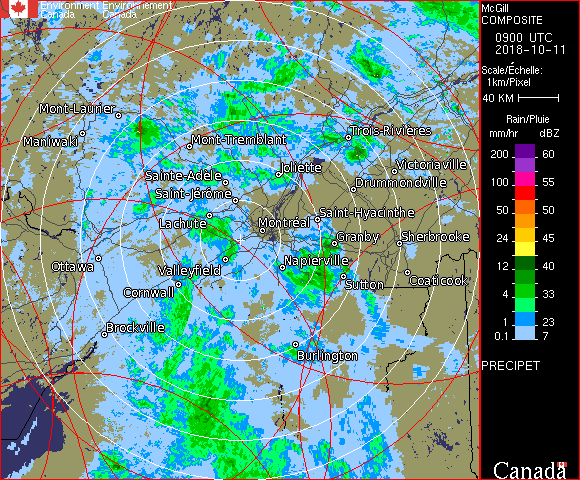 Environment Environnement
Canada Canada
McGill
COMPOSITE
0900 UTC
2018-10-11
Scale/Échelle:
1km/Pixel
40 KM
Rain/Pluie
mm/hr dBZ
200 60
100 55
50 50
24 45
12 40
4 33
1 23
0.1 7
PRECIPET
Canada
Mont-Laurier
Maniwaki
Mont-Tremblant
Trois-Rivières
Sainte-Adèle
Joliette
Victoriaville
Saint-Jérôme
Drummondville
Lachute
Montréal
Saint-Hyacinthe
Granby
Sherbrooke
Ottawa
Valleyfield
Napierville
Sutton
Coaticook
Cornwall
Brockville
Burlington